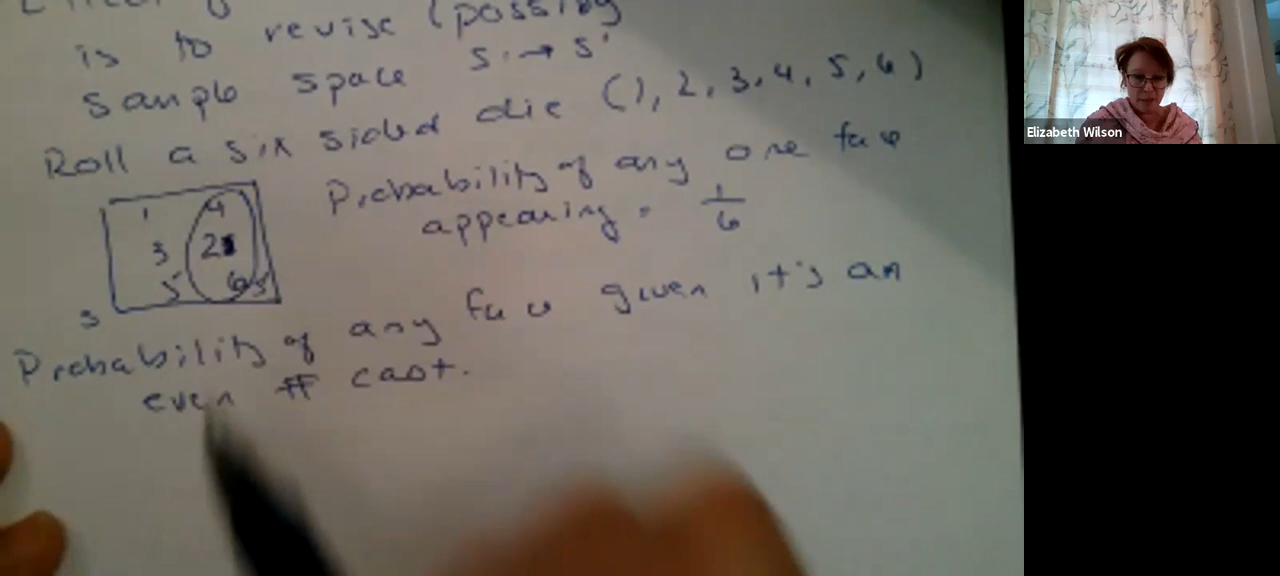 is to revise (possibly
sample space S → S'
Roll a six sided die (1, 2, 3, 4, 5, 6)
Probability of any one face
appearing = 1/6
1 4
3 2
5 6
S
Probability of any face given it's an
even # cast.
Elizabeth Wilson